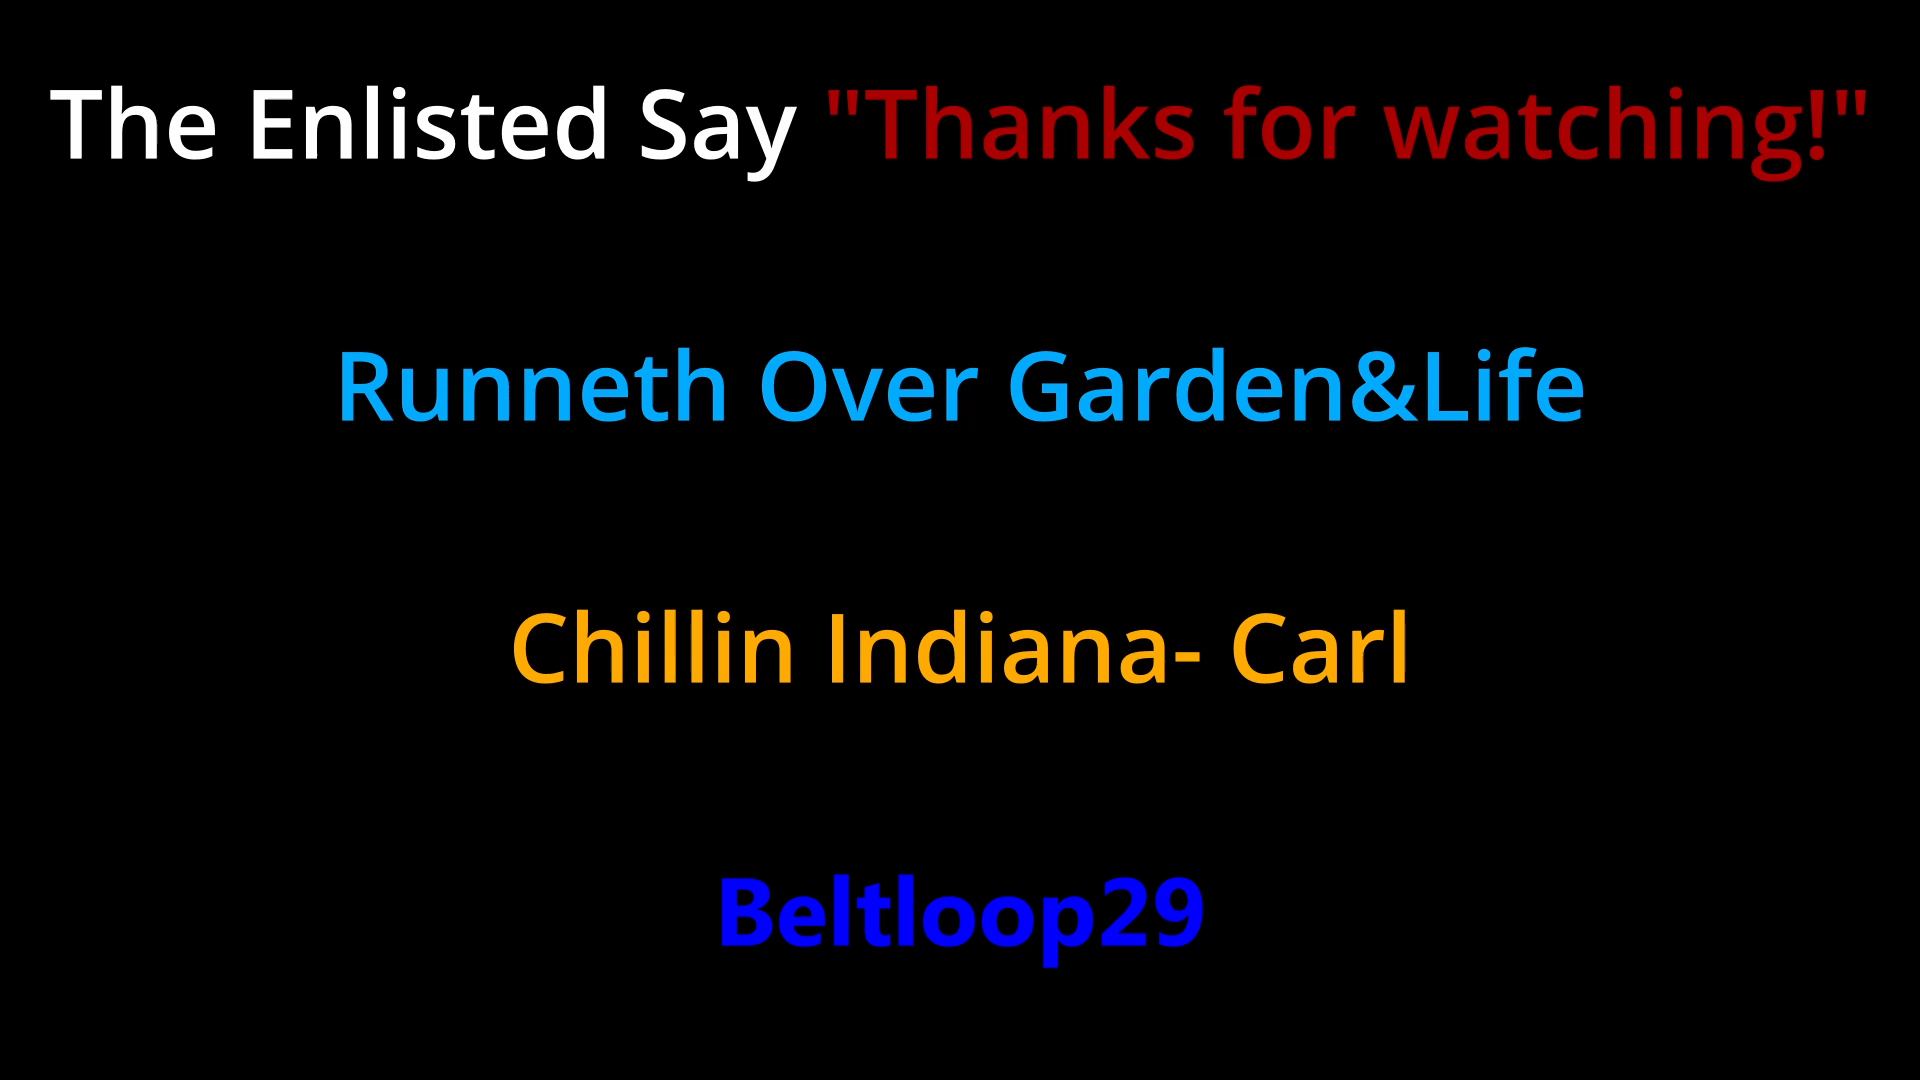 The Enlisted Say "Thanks for watching!"
Runneth Over Garden&Life
Chillin Indiana- Carl
Beltloop29